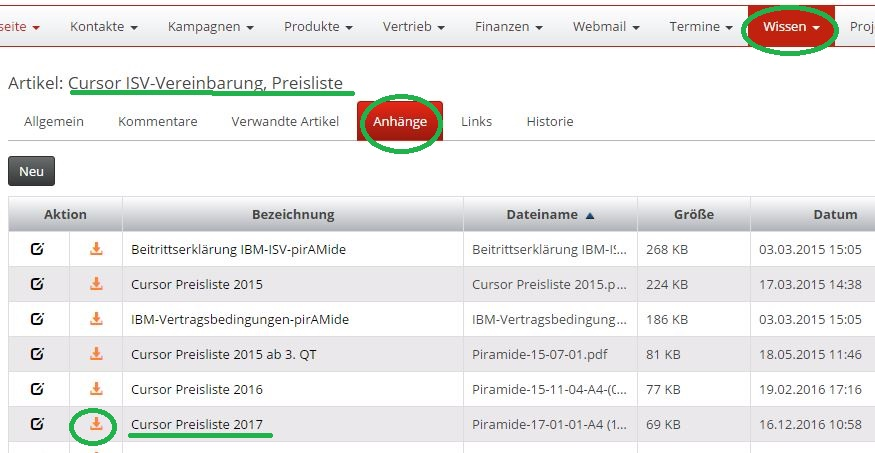 seite Kontakte Kampagnen Produkte Vertrieb Finanzen Webmail Termine Wissen Proj
Artikel: Cursor ISV-Vereinbarung, Preisliste
Allgemein Kommentare Verwandte Artikel Anhänge Links Historie
Neu
Aktion Bezeichnung Dateiname Größe Datum
Beitrittserklärung IBM-ISV-pirAMide Beitrittserklärung IBM-IS... 268 KB 03.03.2015 15:05
Cursor Preisliste 2015 Cursor Preisliste 2015.p... 224 KB 17.03.2015 14:38
IBM-Vertragsbedingungen-pirAMide IBM-Vertragsbedingung... 186 KB 03.03.2015 15:05
Cursor Preisliste 2015 ab 3. QT Piramide-15-07-01.pdf 81 KB 18.05.2015 11:46
Cursor Preisliste 2016 Piramide-15-11-04-A4-(0... 77 KB 19.02.2016 17:16
Cursor Preisliste 2017 Piramide-17-01-01-A4 (1... 69 KB 16.12.2016 10:58